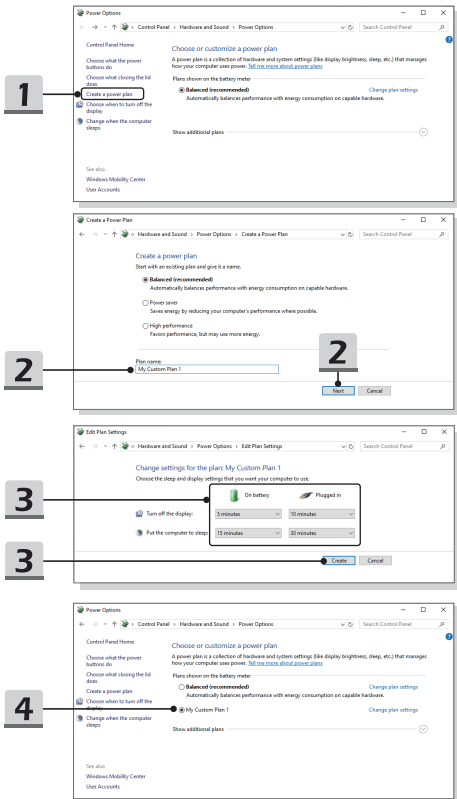 Power Options
Control Panel › Hardware and Sound › Power Options
Search Control Panel
Control Panel Home
Choose what the power
buttons do
Choose what closing the lid
does
Create a power plan
Choose when to turn off the
display
Change when the computer
sleeps
See also
Windows Mobility Center
User Accounts
Choose or customize a power plan
A power plan is a collection of hardware and system settings (like display brightness, sleep, etc.) that manages
how your computer uses power. Tell me more about power plans
Plans shown on the battery meter
Balanced (recommended)
Change plan settings
Automatically balances performance with energy consumption on capable hardware.
Show additional plans
1
Create a Power Plan
« Hardware and Sound › Power Options › Create a Power Plan
Search Control Panel
Create a power plan
Start with an existing plan and give it a name.
Balanced (recommended)
Automatically balances performance with energy consumption on capable hardware.
Power saver
Saves energy by reducing your computer's performance where possible.
High performance
Favors performance, but may use more energy.
2
Plan name:
My Custom Plan 1
2
Next
Cancel
Edit Plan Settings
« Hardware and Sound › Power Options › Edit Plan Settings
Search Control Panel
Change settings for the plan: My Custom Plan 1
Choose the sleep and display settings that you want your computer to use.
3
On battery
Plugged in
Turn off the display:
5 minutes
10 minutes
Put the computer to sleep:
15 minutes
30 minutes
3
Create
Cancel
Power Options
Control Panel › Hardware and Sound › Power Options
Search Control Panel
Control Panel Home
Choose what the power
buttons do
Choose what closing the lid
does
Create a power plan
Choose when to turn off the
display
Change when the computer
sleeps
See also
Windows Mobility Center
User Accounts
Choose or customize a power plan
A power plan is a collection of hardware and system settings (like display brightness, sleep, etc.) that manages
how your computer uses power. Tell me more about power plans
Plans shown on the battery meter
Balanced (recommended)
Change plan settings
Automatically balances performance with energy consumption on capable hardware.
4
My Custom Plan 1
Change plan settings
Show additional plans